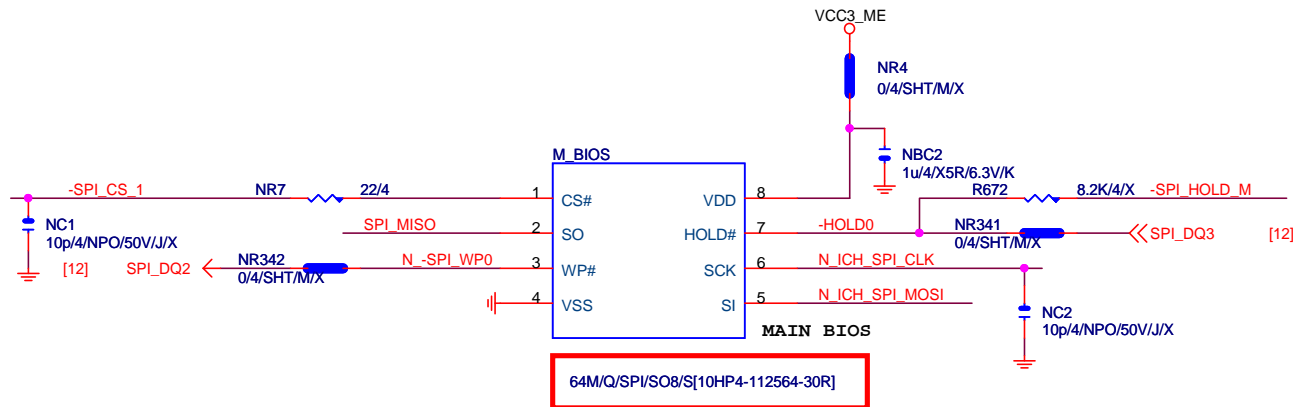 VCC3_ME
NR4
0/4/SHT/M/X
M_BIOS
NBC2
1u/4/X5R/6.3V/K
-SPI_CS_1
NR7
22/4
1
CS#
VDD
8
R672
8.2K/4/X
-SPI_HOLD_M
NC1
10p/4/NPO/50V/J/X
SPI_MISO
2
SO
HOLD#
7
-HOLD0
NR341
0/4/SHT/M/X
SPI_DQ3
[12]
[12]
SPI_DQ2
NR342
0/4/SHT/M/X
N_-SPI_WP0
3
WP#
SCK
6
N_ICH_SPI_CLK
4
VSS
SI
5
N_ICH_SPI_MOSI
NC2
10p/4/NPO/50V/J/X
MAIN BIOS
64M/Q/SPI/SO8/S[10HP4-112564-30R]